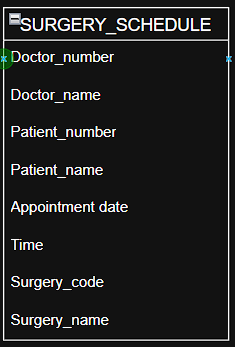 SURGERY_SCHEDULE
Doctor_number
Doctor_name
Patient_number
Patient_name
Appointment date
Time
Surgery_code
Surgery_name